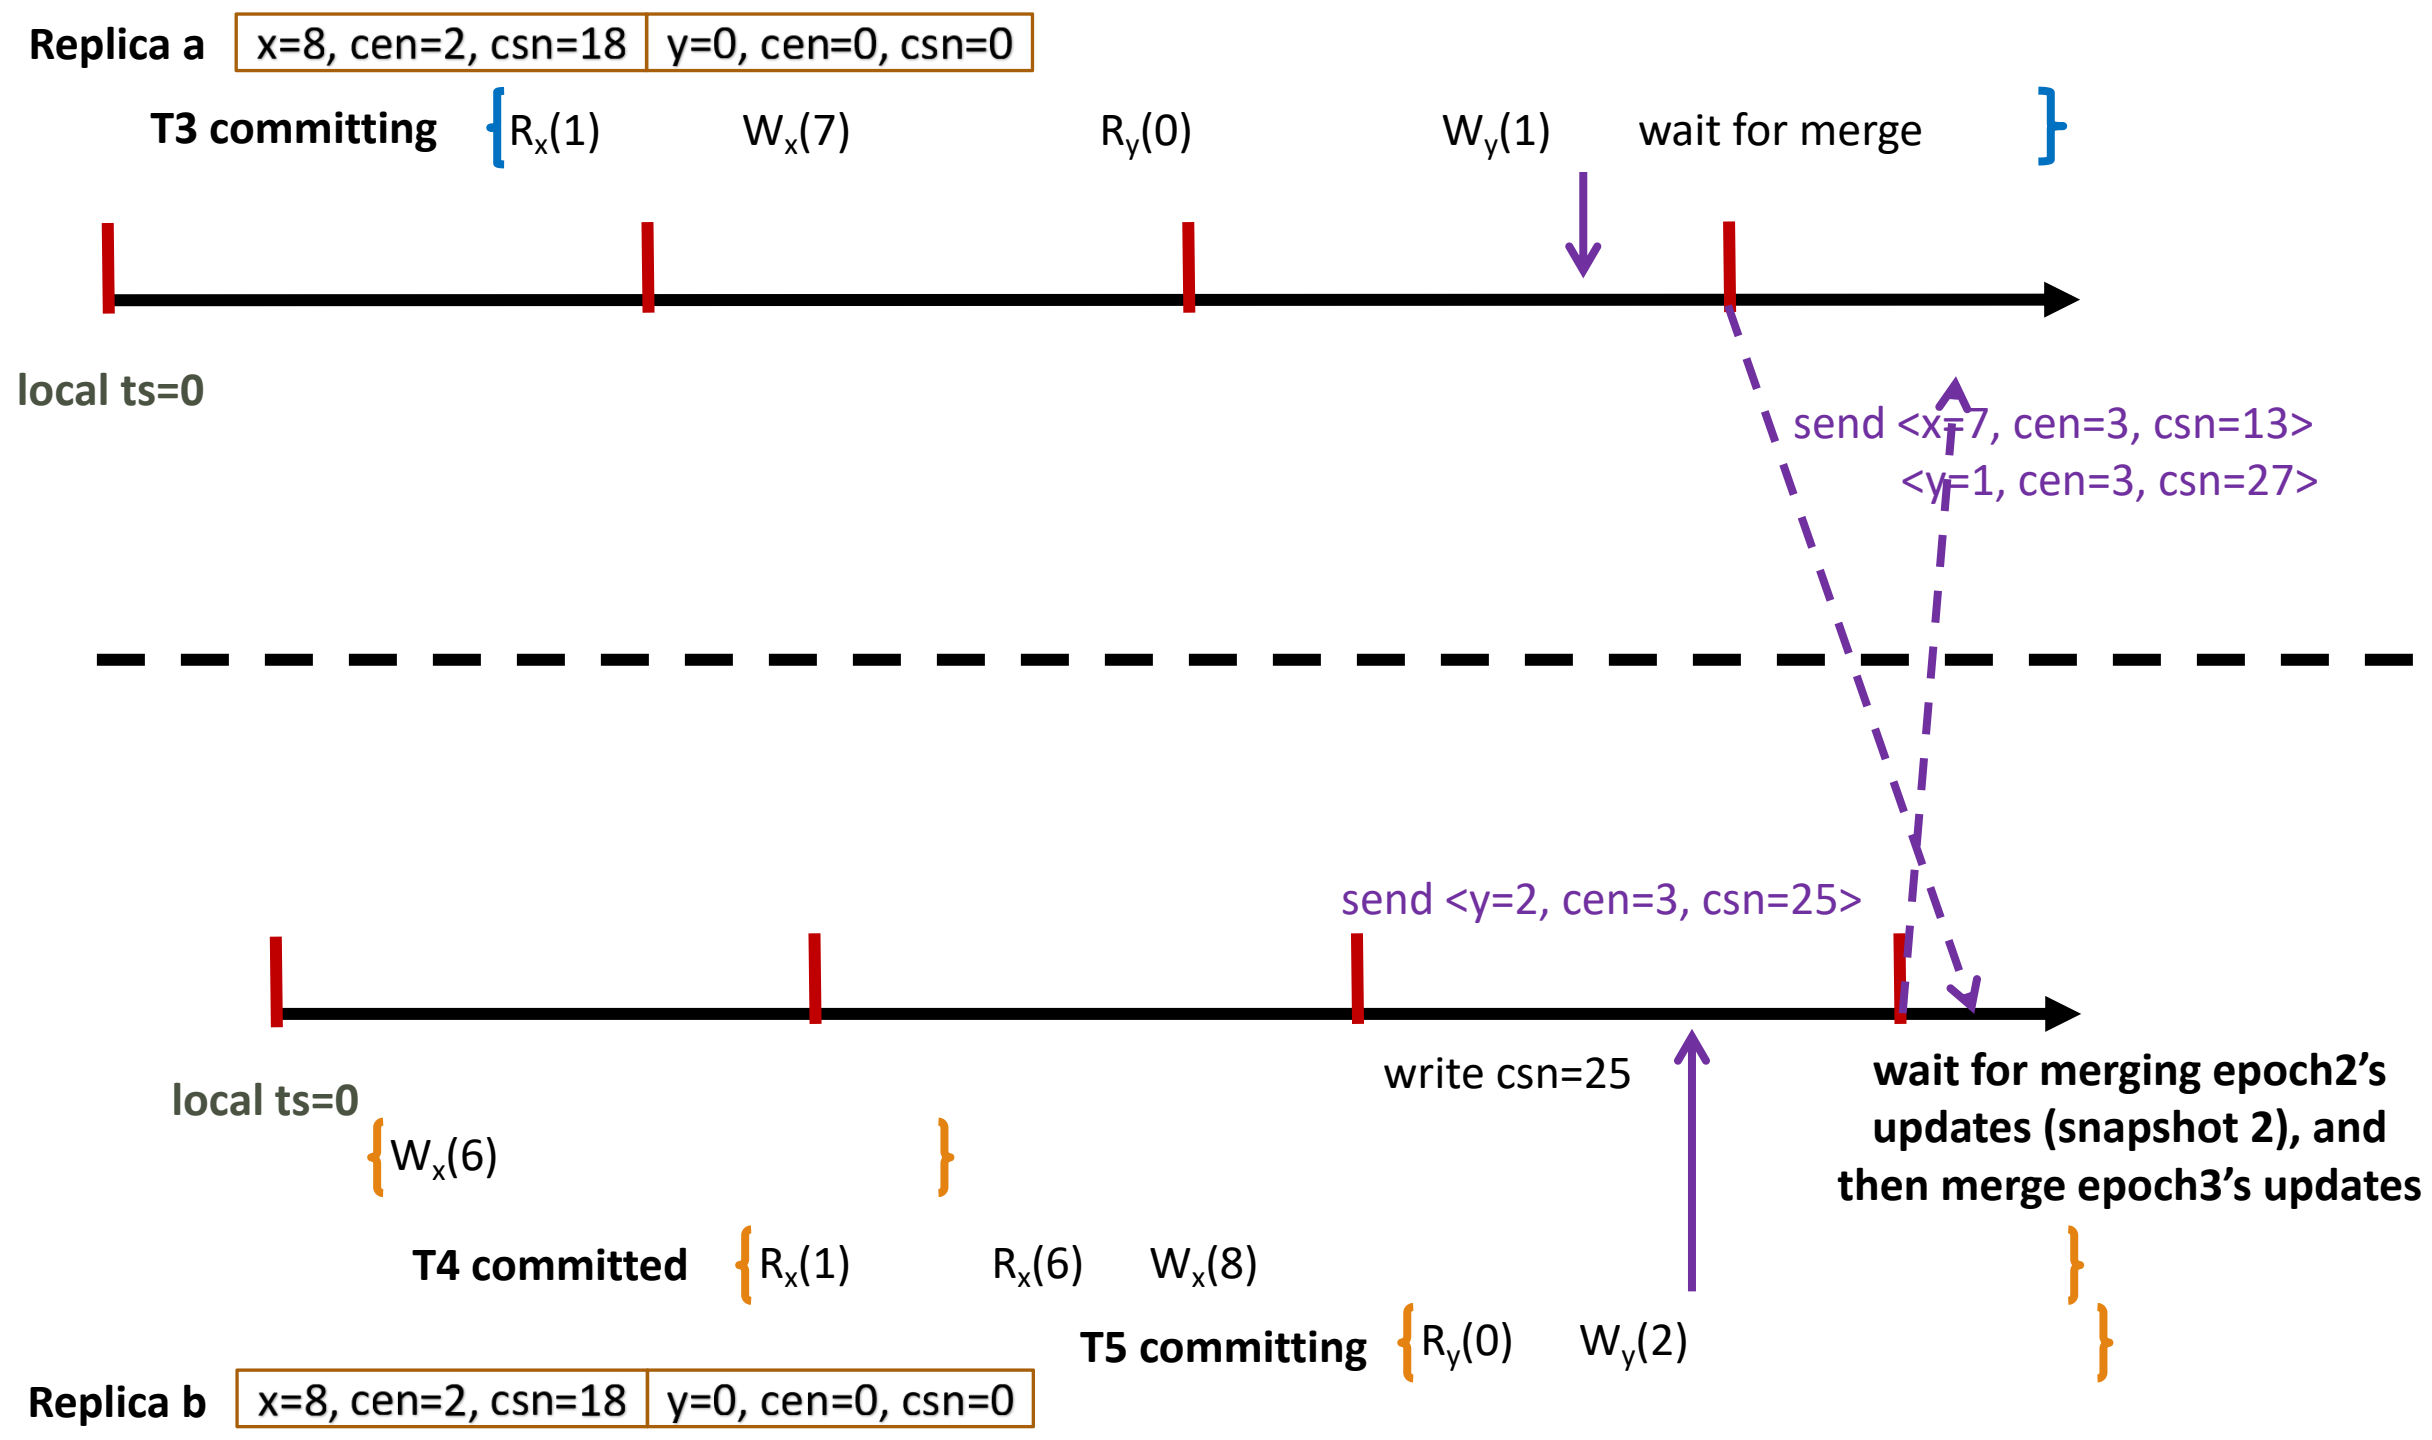 Replica a x=8, cen=2, csn=18 y=0, cen=0, csn=0
T3 committing { Rx(1) Wx(7) Ry(0) Wy(1) wait for merge }
local ts=0
send <x=7, cen=3, csn=13>
<y=1, cen=3, csn=27>
send <y=2, cen=3, csn=25>
write csn=25
wait for merging epoch2’s
updates (snapshot 2), and
then merge epoch3’s updates
local ts=0
{ Wx(6) }
T4 committed { Rx(1) Rx(6) Wx(8) }
T5 committing { Ry(0) Wy(2) }
Replica b x=8, cen=2, csn=18 y=0, cen=0, csn=0